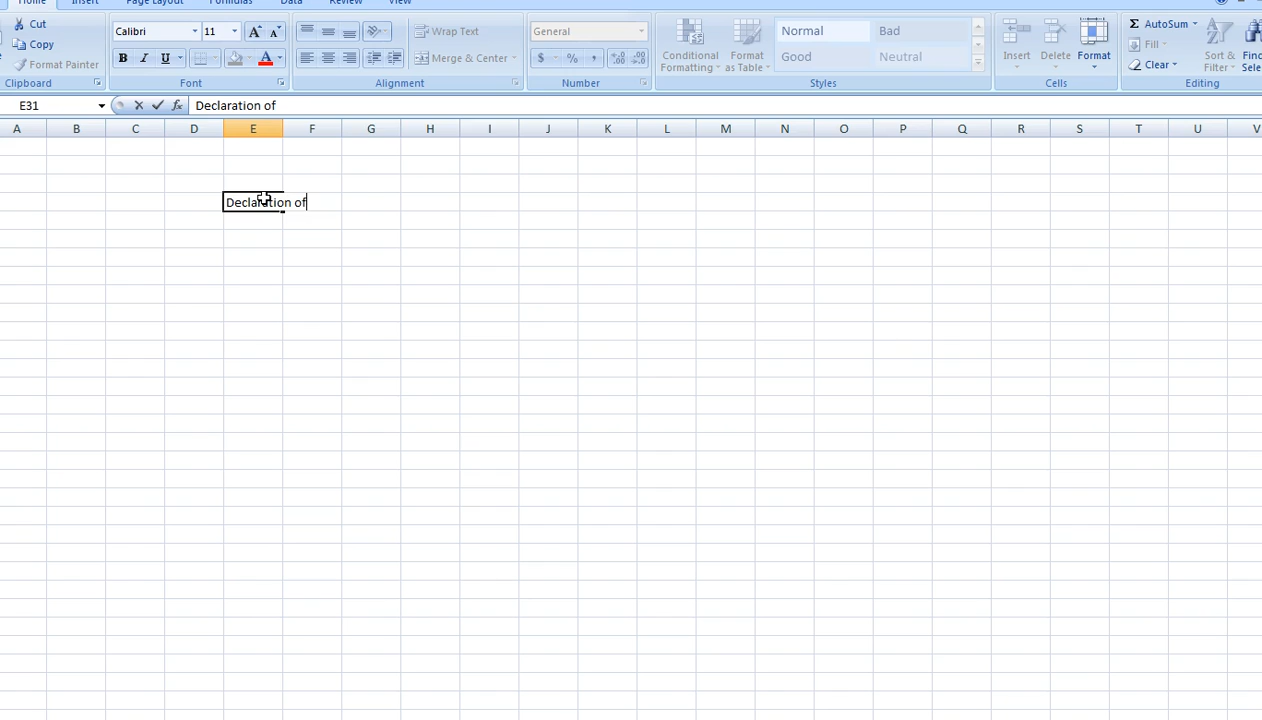 Home Insert Page Layout Formulas Data Review View
Cut
Copy
Format Painter
Clipboard
Calibri 11 A A
B I U A
Font
Wrap Text
Merge & Center
Alignment
General
$ % ,
Number
Conditional Formatting
Format as Table
Normal Bad
Good Neutral
Styles
Insert Delete Format
Cells
Σ AutoSum
Fill
Clear
Sort Filter
Editing
E31 fx Declaration of
A B C D E F G H I J K L M N O P Q R S T U V
Declaration of